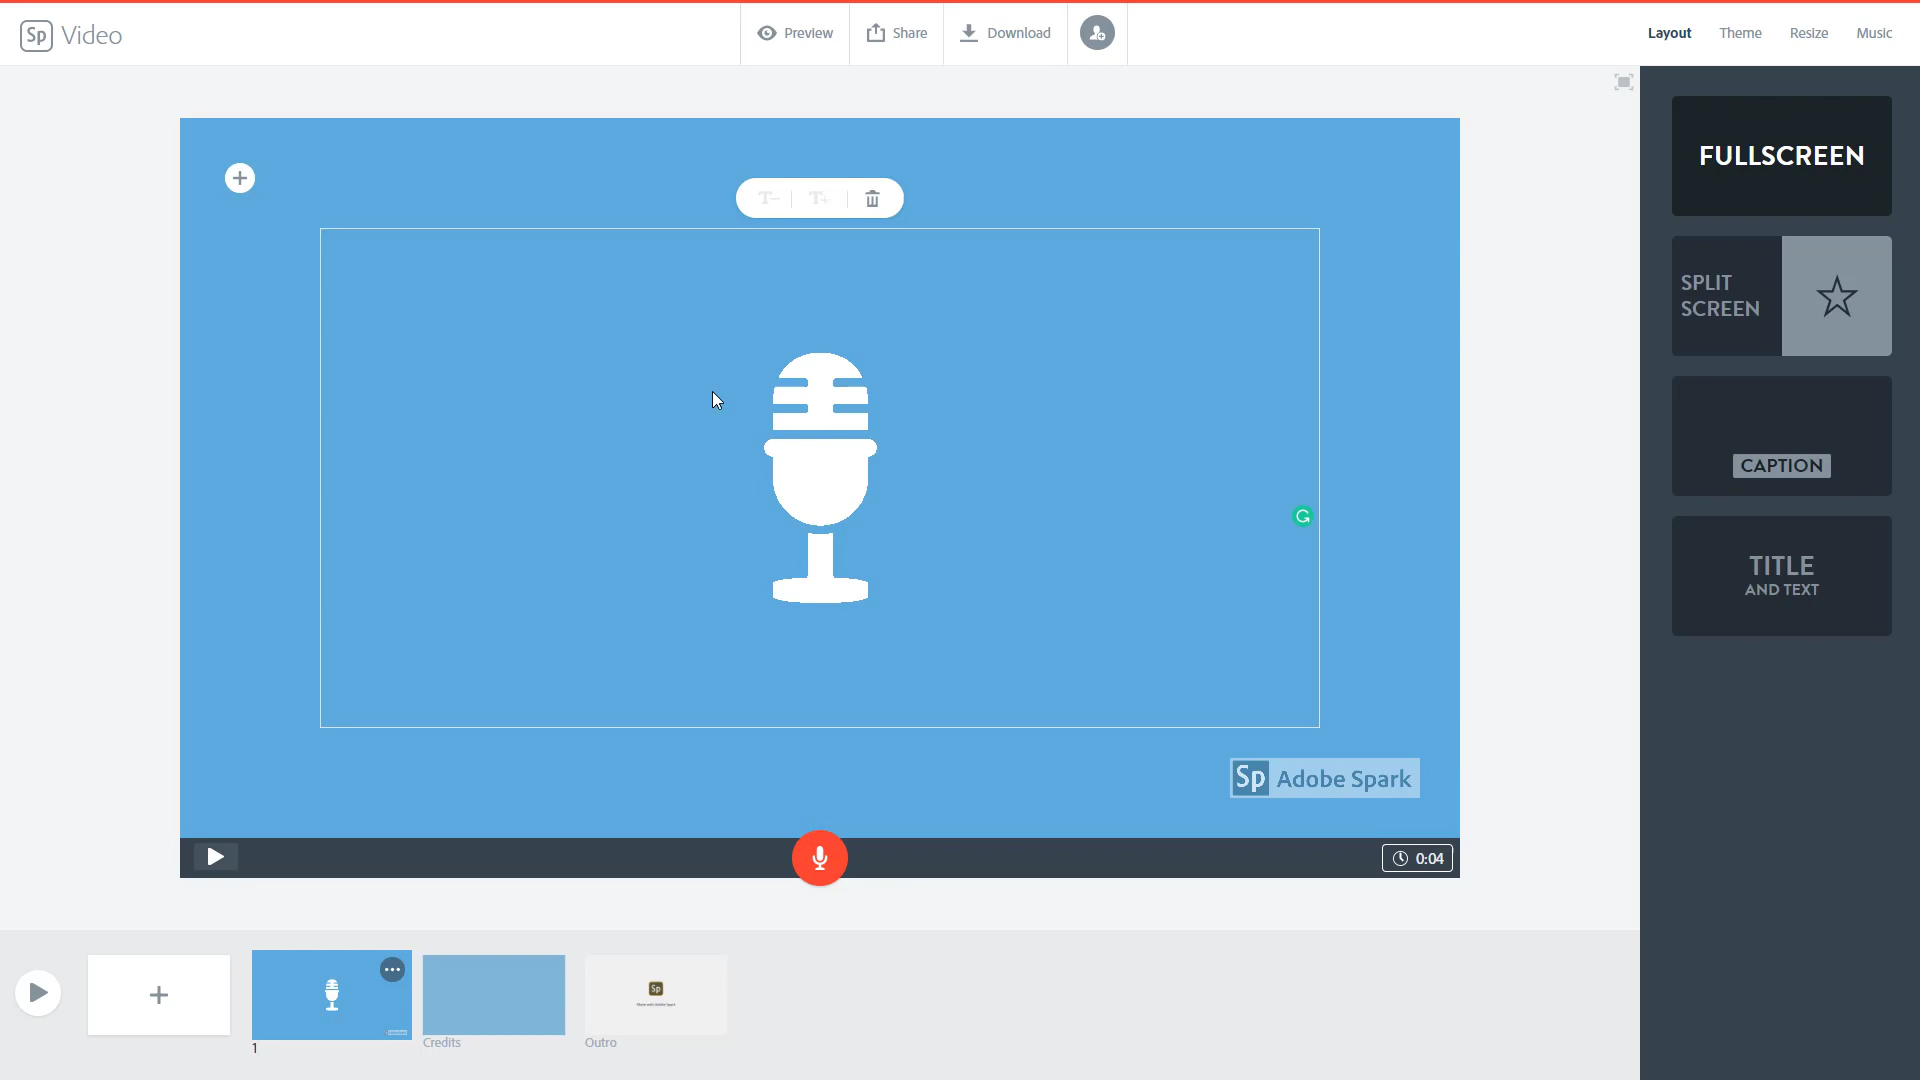 Sp Video
Preview
Share
Download
Layout
Theme
Resize
Music
FULLSCREEN
SPLIT
SCREEN
CAPTION
TITLE
AND TEXT
T-
T+
Sp Adobe Spark
0:04
Sp
1
Credits
Outro